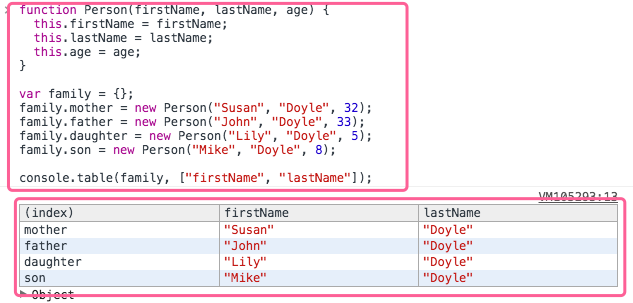 function Person(firstName, lastName, age) {
  this.firstName = firstName;
  this.lastName = lastName;
  this.age = age;
}
var family = {};
family.mother = new Person("Susan", "Doyle", 32);
family.father = new Person("John", "Doyle", 33);
family.daughter = new Person("Lily", "Doyle", 5);
family.son = new Person("Mike", "Doyle", 8);
console.table(family, ["firstName", "lastName"]);
VM105293:13
(index) firstName lastName
mother "Susan" "Doyle"
father "John" "Doyle"
daughter "Lily" "Doyle"
son "Mike" "Doyle"
Object